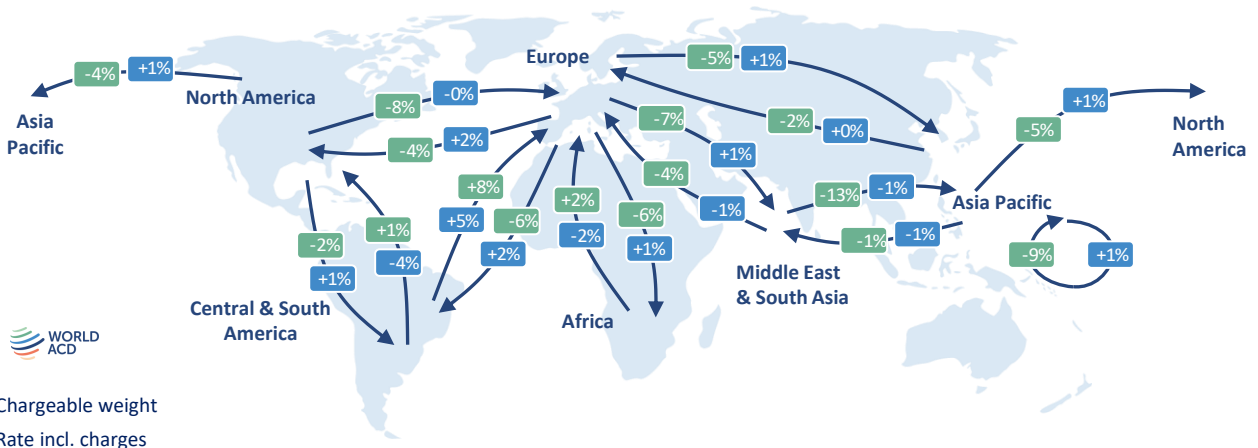 Europe
-5%
+1%
-4%
+1%
North America
Asia
Pacific
-8%
-0%
-4%
+2%
-7%
+1%
-2%
+0%
-5%
+1%
North
America
+8%
+5%
-6%
+2%
+2%
-2%
-6%
+1%
-4%
-1%
-13%
-1%
Asia Pacific
-1%
-1%
-9%
+1%
-2%
+1%
+1%
-4%
Middle East
& South Asia
Central & South
America
Africa
WORLD
ACD
Chargeable weight
Rate incl. charges